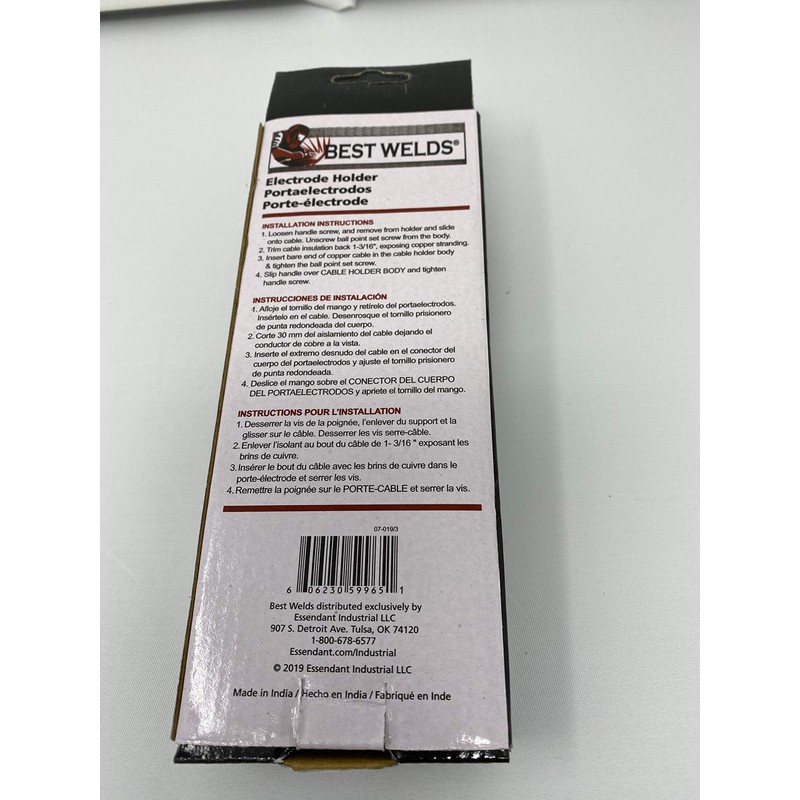 BEST WELDS®
Electrode Holder
Portaelectrodos
Porte-électrode
INSTALLATION INSTRUCTIONS
1. Loosen handle screw, and remove from holder and slide
onto cable. Unscrew ball point set screw from the body.
2. Trim cable insulation back 1-3/16", exposing copper stranding.
3. Insert bare end of copper cable in the cable holder body
& tighten the ball point set screw.
4. Slip handle over CABLE HOLDER BODY and tighten
handle screw.
INSTRUCCIONES DE INSTALACIÓN
1. Afloje el tornillo del mango y retírelo del portaelectrodos.
Insértelo en el cable. Desenrosque el tornillo prisionero
de punta redondeada del cuerpo.
2. Corte 30 mm del aislamiento del cable dejando el
conductor de cobre a la vista.
3. Inserte el extremo desnudo del cable en el conector del
cuerpo del portaelectrodos y ajuste el tornillo prisionero
de punta redondeada.
4. Deslice el mango sobre el CONECTOR DEL CUERPO
DEL PORTAELECTRODOS y apriete el tornillo del mango.
INSTRUCTIONS POUR L'INSTALLATION
1. Desserrer la vis de la poignée, l'enlever du support et la
glisser sur le câble. Desserrer les vis serre-câble.
2. Enlever l'isolant au bout du câble de 1- 3/16 " exposant les
brins de cuivre.
3. Insérer le bout du câble avec les brins de cuivre dans le
porte-électrode et serrer les vis.
4. Remettre la poignée sur le PORTE-CABLE et serrer la vis.
07-019/3
6 06230 59965 1
Best Welds distributed exclusively by
Essendant Industrial LLC
907 S. Detroit Ave. Tulsa, OK 74120
1-800-678-6577
Essendant.com/Industrial
© 2019 Essendant Industrial LLC
Made in India / Hecho en India / Fabriqué en Inde